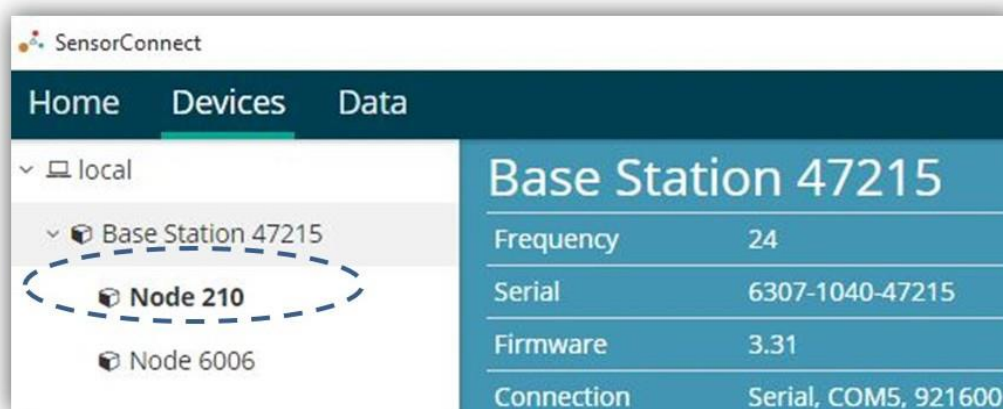 SensorConnect
Home Devices Data
local
Base Station 47215
Node 210
Node 6006
Base Station 47215
Frequency 24
Serial 6307-1040-47215
Firmware 3.31
Connection Serial, COM5, 921600